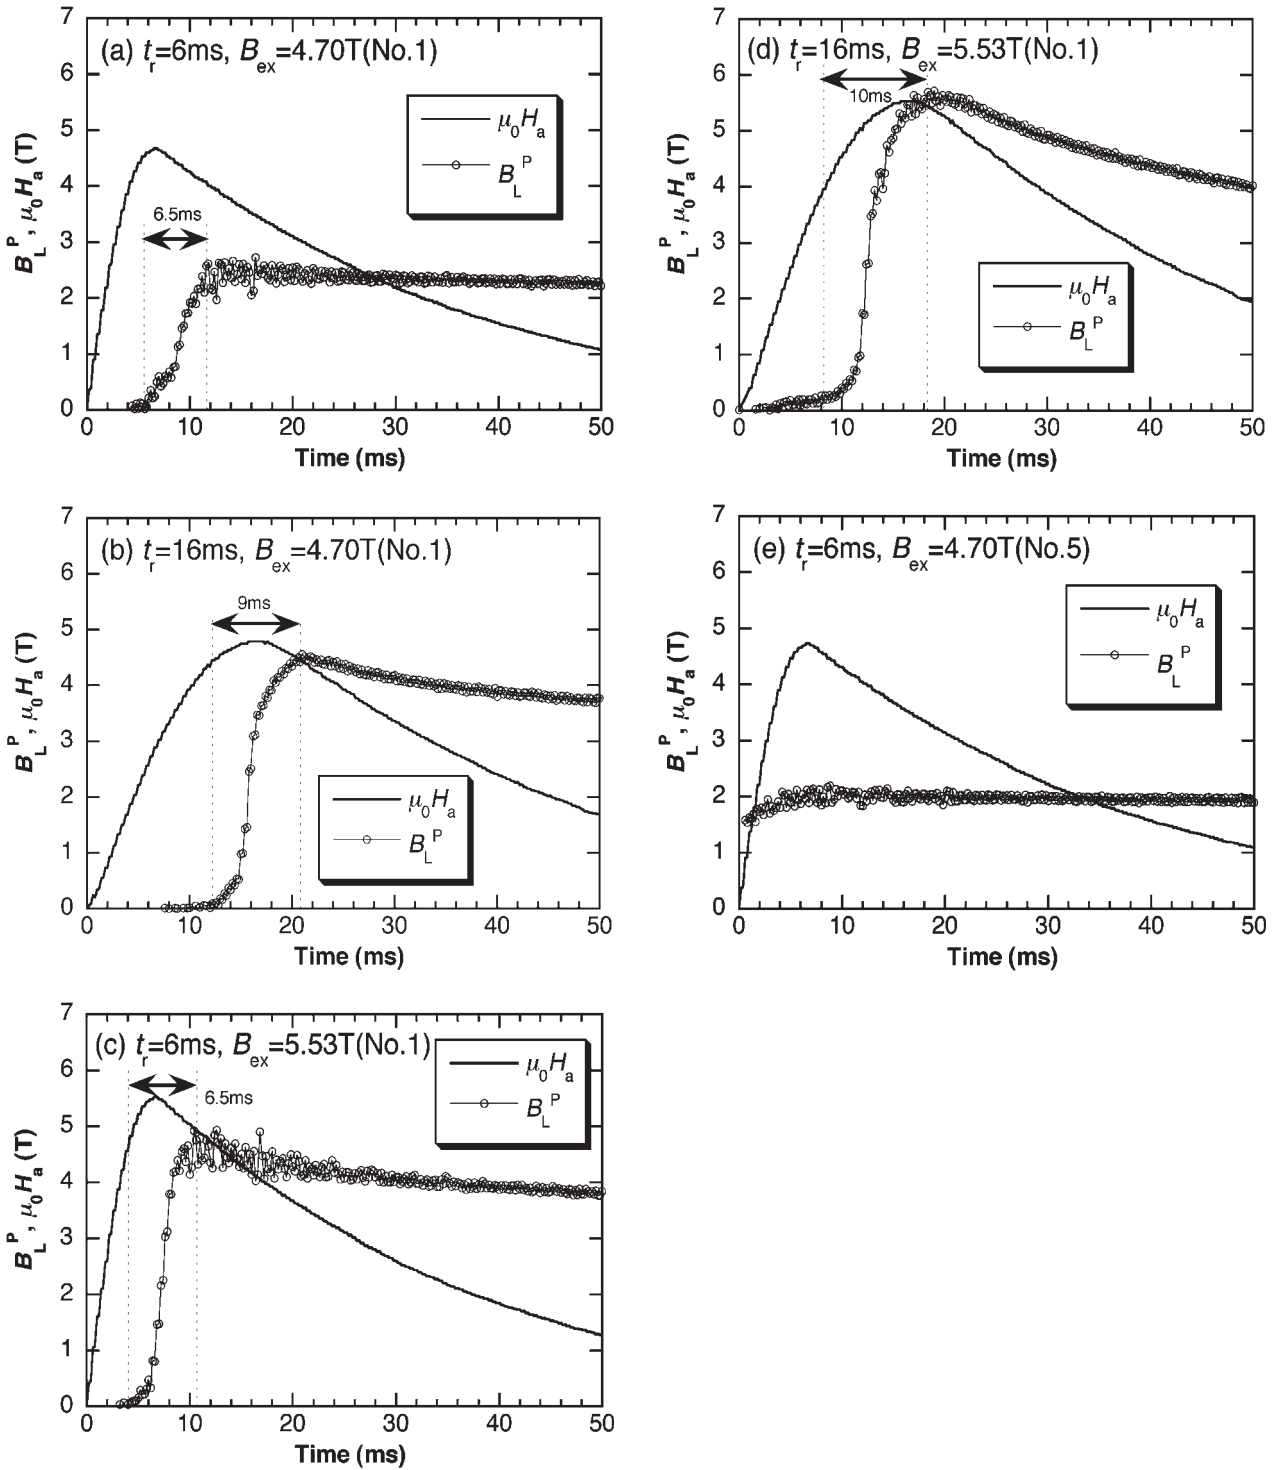 (a) tr=6ms, Bex=4.70T(No.1)
7
6
5
4
3
2
1
0
BLP, μ0Ha (T)
μ0Ha
BLP
6.5ms
0 10 20 30 40 50
Time (ms)
(b) tr=16ms, Bex=4.70T(No.1)
7
6
5
4
3
2
1
0
BLP, μ0Ha (T)
9ms
μ0Ha
BLP
0 10 20 30 40 50
Time (ms)
(c) tr=6ms, Bex=5.53T(No.1)
7
6
5
4
3
2
1
0
BLP, μ0Ha (T)
μ0Ha
BLP
6.5ms
0 10 20 30 40 50
Time (ms)
(d) tr=16ms, Bex=5.53T(No.1)
7
6
5
4
3
2
1
0
BLP, μ0Ha (T)
10ms
μ0Ha
BLP
0 10 20 30 40 50
Time (ms)
(e) tr=6ms, Bex=4.70T(No.5)
7
6
5
4
3
2
1
0
BLP, μ0Ha (T)
μ0Ha
BLP
0 10 20 30 40 50
Time (ms)